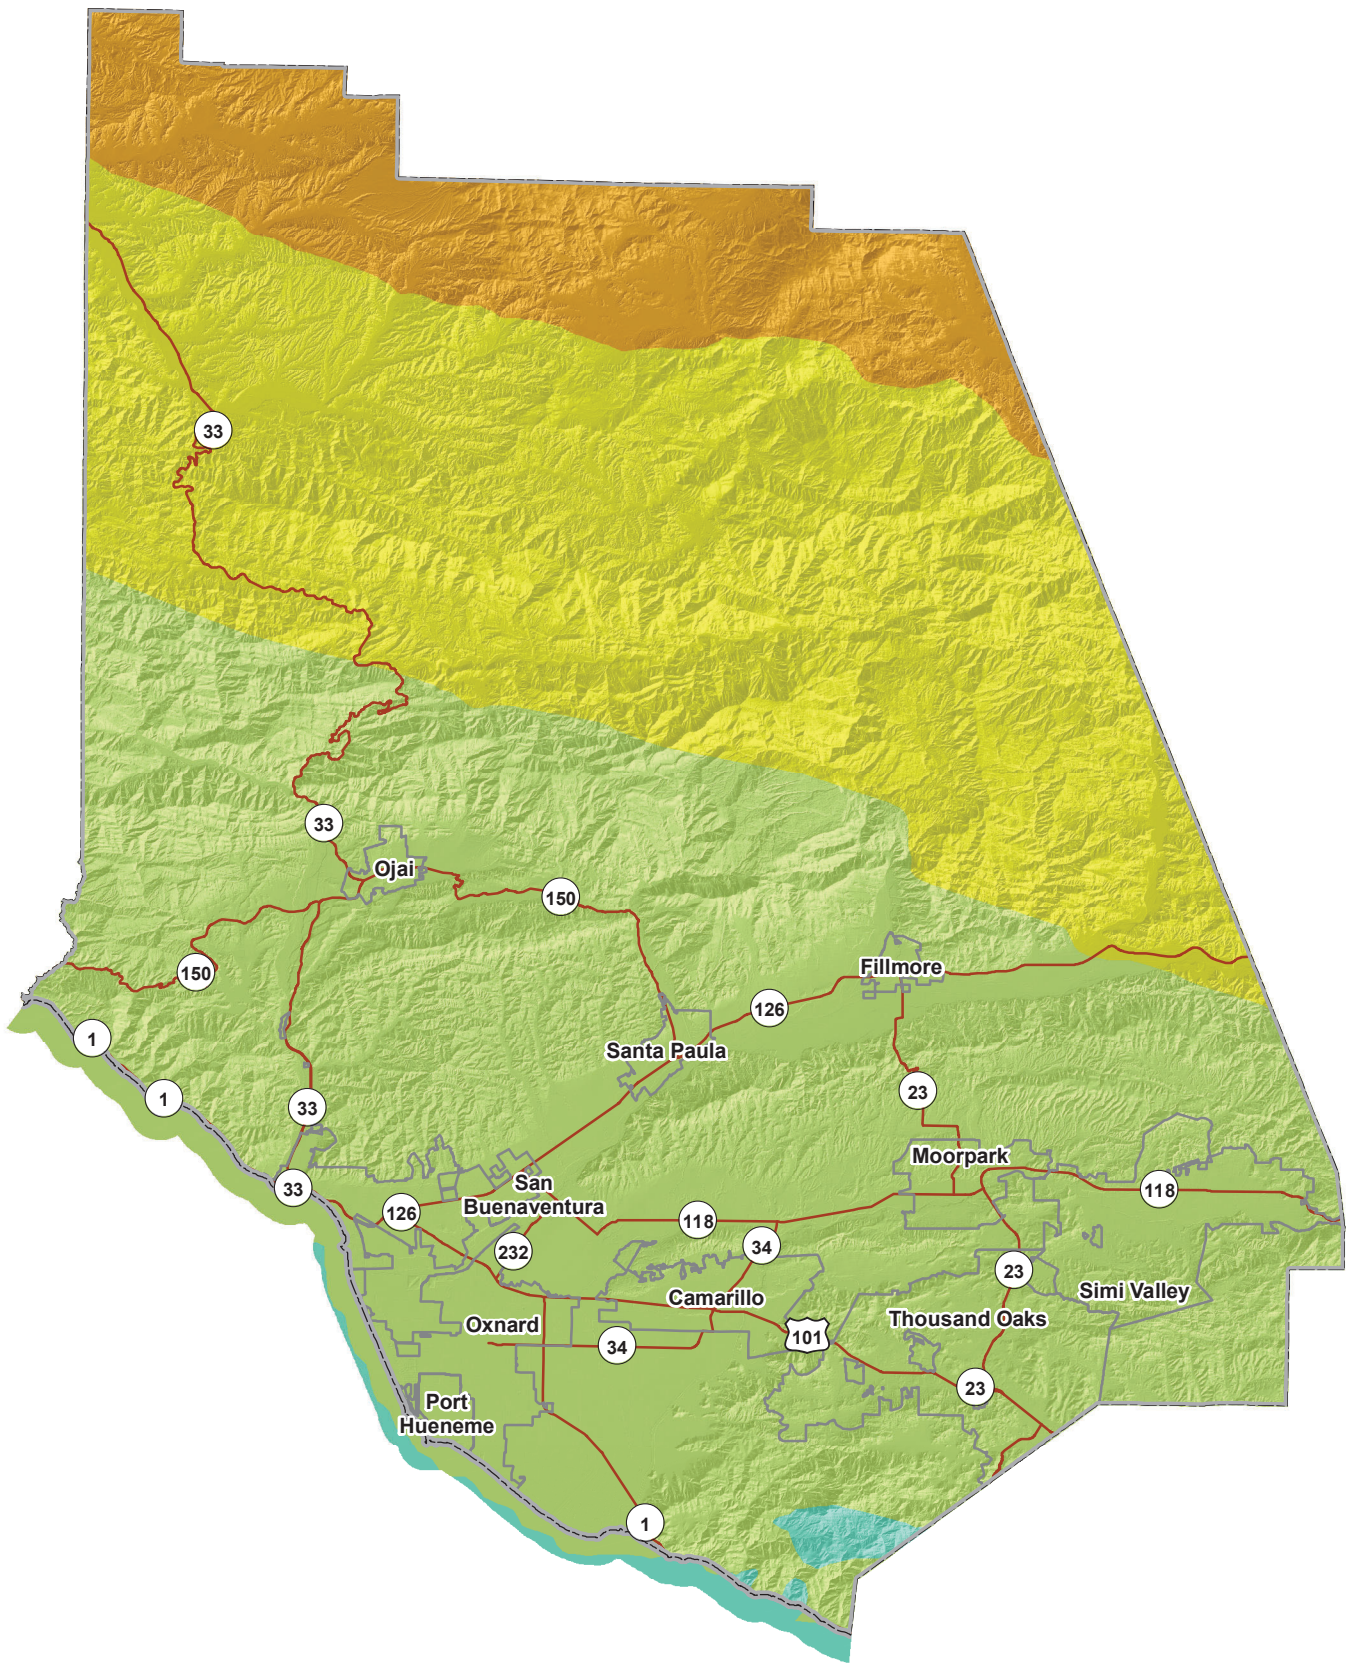 33
33
Ojai
150
150
Fillmore
126
1
Santa Paula
23
1
33
Moorpark
33
118
San
Buenaventura
126
118
34
232
23
Simi Valley
Camarillo
Thousand Oaks
Oxnard
101
34
23
Port
Hueneme
1